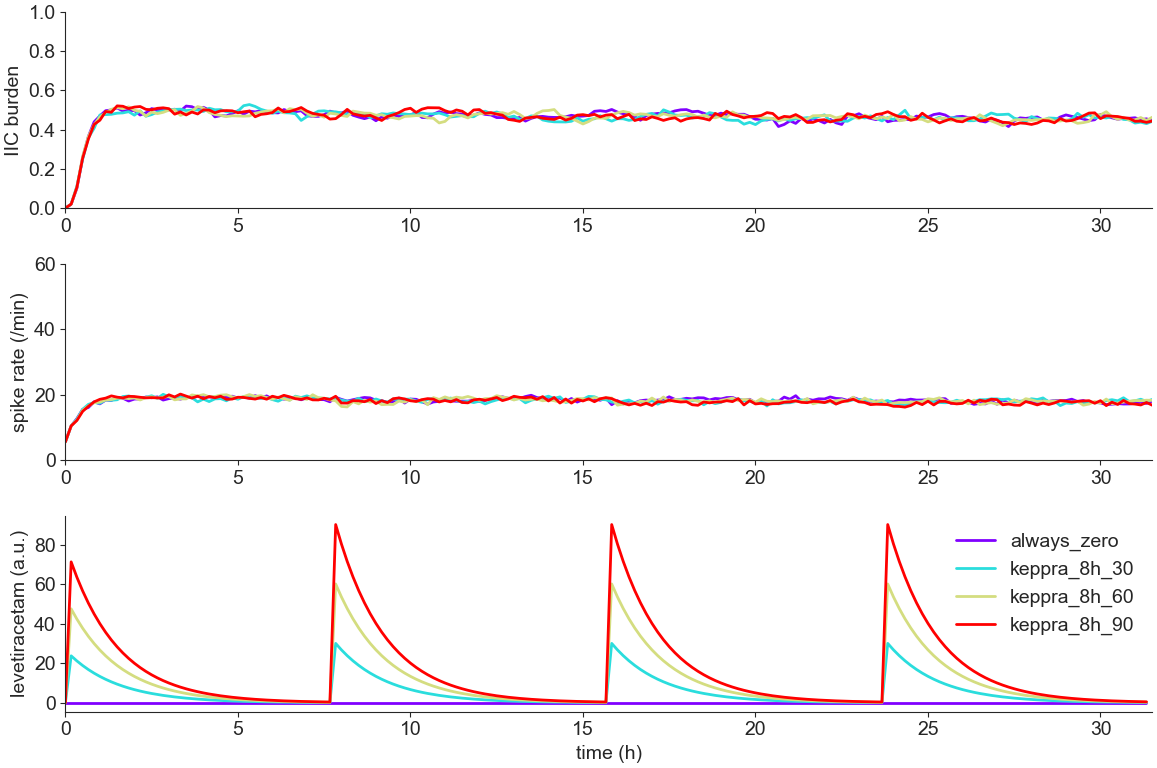 1.0
0.8
0.6
0.4
0.2
0.0
IIC burden
0 5 10 15 20 25 30
60
40
20
0
spike rate (/min)
0 5 10 15 20 25 30
80
60
40
20
0
levetiracetam (a.u.)
always_zero
keppra_8h_30
keppra_8h_60
keppra_8h_90
0 5 10 15 20 25 30
time (h)